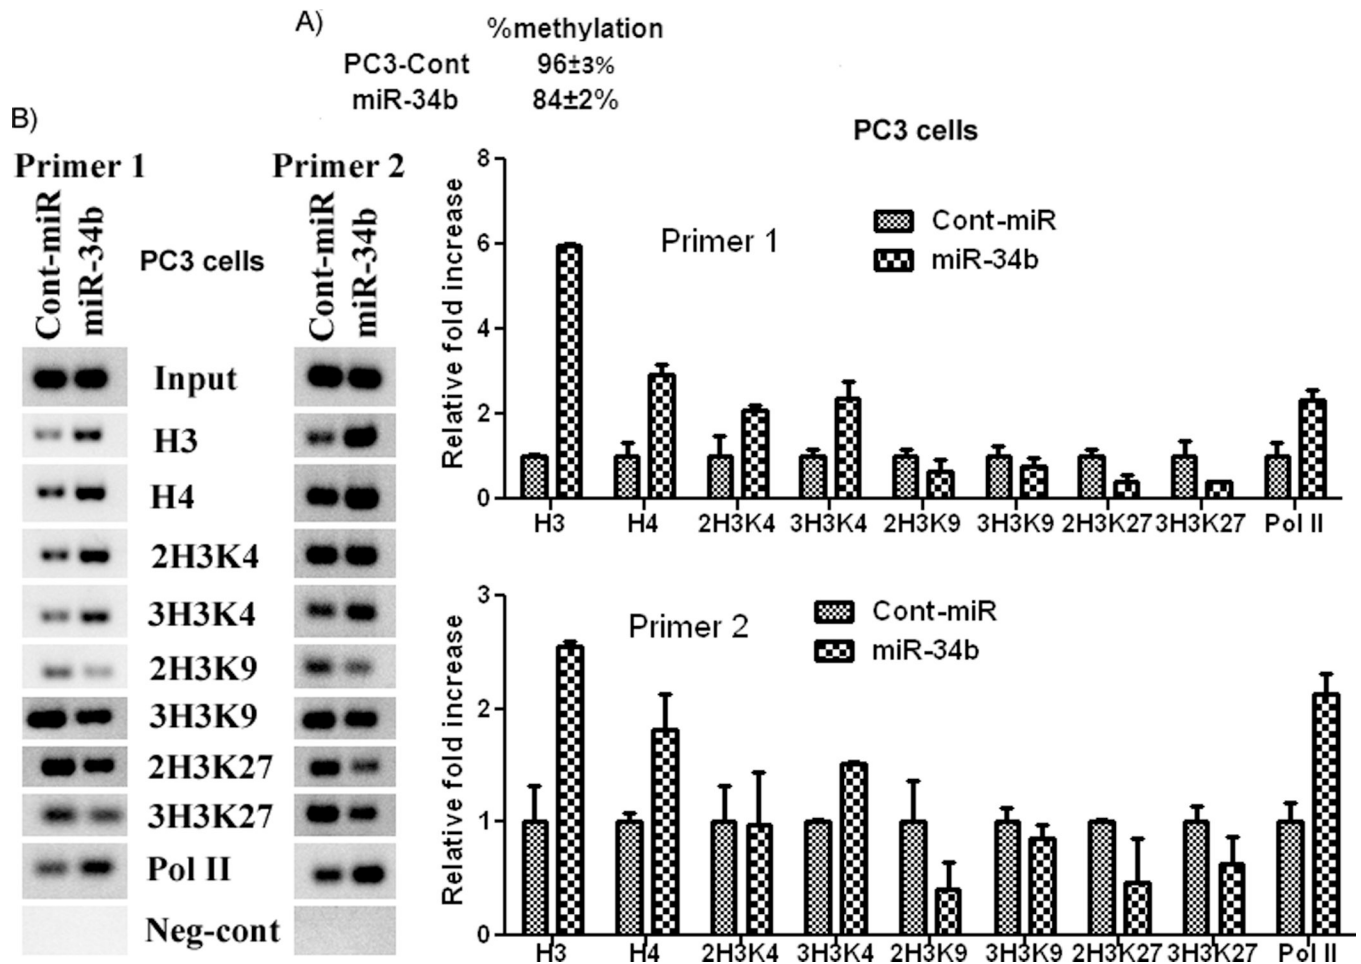 A)
%methylation
PC3-Cont 96±3%
miR-34b 84±2%
B)
Primer 1
Primer 2
Cont-miR
miR-34b
PC3 cells
Cont-miR
miR-34b
Input
H3
H4
2H3K4
3H3K4
2H3K9
3H3K9
2H3K27
3H3K27
Pol II
Neg-cont
PC3 cells
Relative fold increase
8
6
4
2
0
Primer 1
Cont-miR
miR-34b
H3 H4 2H3K4 3H3K4 2H3K9 3H3K9 2H3K27 3H3K27 Pol II
Relative fold increase
3
2
1
0
Primer 2
Cont-miR
miR-34b
H3 H4 2H3K4 3H3K4 2H3K9 3H3K9 2H3K27 3H3K27 Pol II